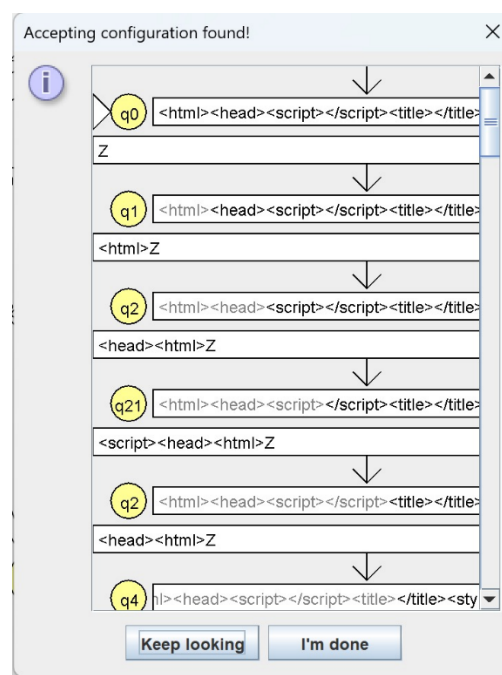 Accepting configuration found!
i
q0 <html><head><script></script><title></title>
Z
q1 <html><head><script></script><title></title>
<html>Z
q2 <html><head><script></script><title></title>
<head><html>Z
q21 <html><head><script></script><title></title>
<script><head><html>Z
q2 <html><head><script></script><title></title>
<head><html>Z
q4 l><head><script></script><title></title><sty
Keep looking
I'm done